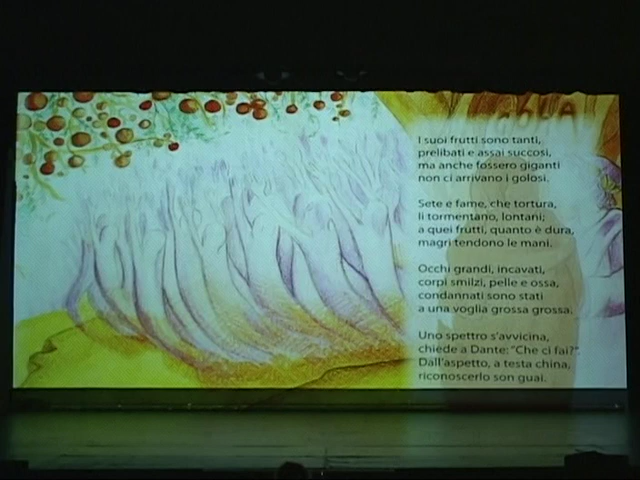 I suoi frutti sono tanti,
prelibati e assai succosi,
ma anche fossero giganti
non ci arrivano i golosi.
Sete e fame, che tortura,
li tormentano, lontani;
a quei frutti, quanto è dura,
magri tendono le mani.
Occhi grandi, incavati,
corpi smilzi, pelle e ossa,
condannati sono stati
a una voglia grossa grossa.
Uno spettro s'avvicina,
chiede a Dante: "Che ci fai?".
Dall'aspetto, a testa china,
riconoscerlo son guai.